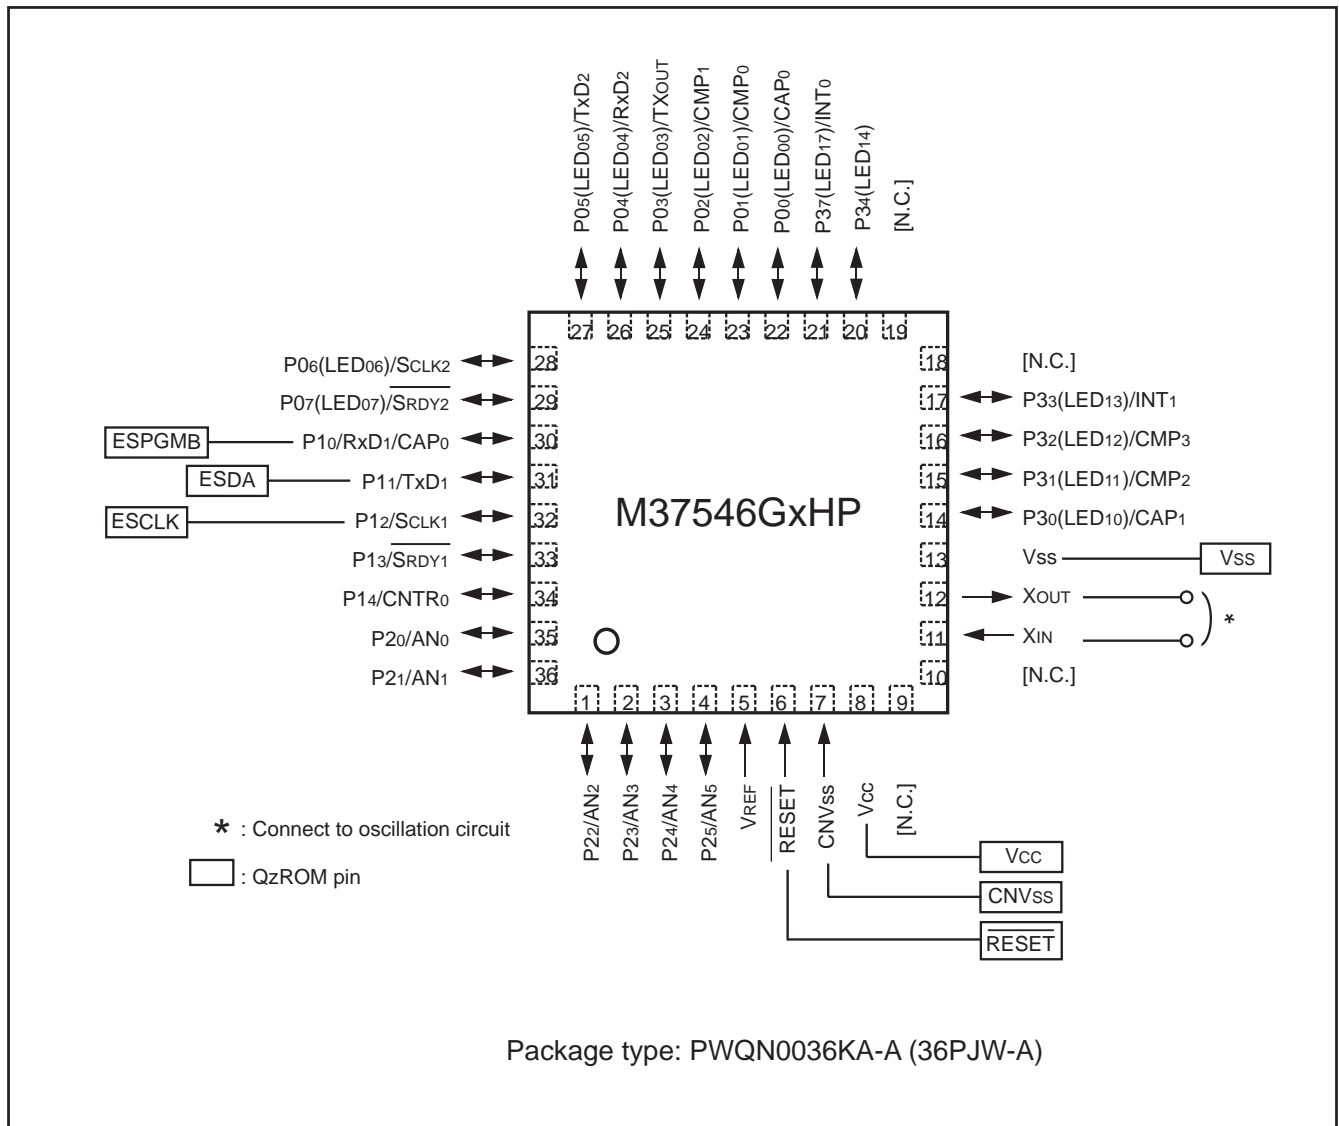 P05(LED05)/TxD2
P04(LED04)/RxD2
P03(LED03)/TXOUT
P02(LED02)/CMP1
P01(LED01)/CMP0
P00(LED00)/CAP0
P37(LED17)/INT0
P34(LED14)
[N.C.]
27 26 25 24 23 22 21 20 19
P06(LED06)/SCLK2 28
P07(LED07)/SRDY2 29
ESPGMB P10/RxD1/CAP0 30
ESDA P11/TxD1 31
ESCLK P12/SCLK1 32
P13/SRDY1 33
P14/CNTR0 34
P20/AN0 35
P21/AN1 36
M37546GxHP
18 [N.C.]
17 P33(LED13)/INT1
16 P32(LED12)/CMP3
15 P31(LED11)/CMP2
14 P30(LED10)/CAP1
13 Vss Vss
12 XOUT
11 XIN
*
10 [N.C.]
1 2 3 4 5 6 7 8 9
P22/AN2
P23/AN3
P24/AN4
P25/AN5
VREF
RESET
CNVss
Vcc
[N.C.]
VCC
CNVSS
RESET
* : Connect to oscillation circuit
: QzROM pin
Package type: PWQN0036KA-A (36PJW-A)